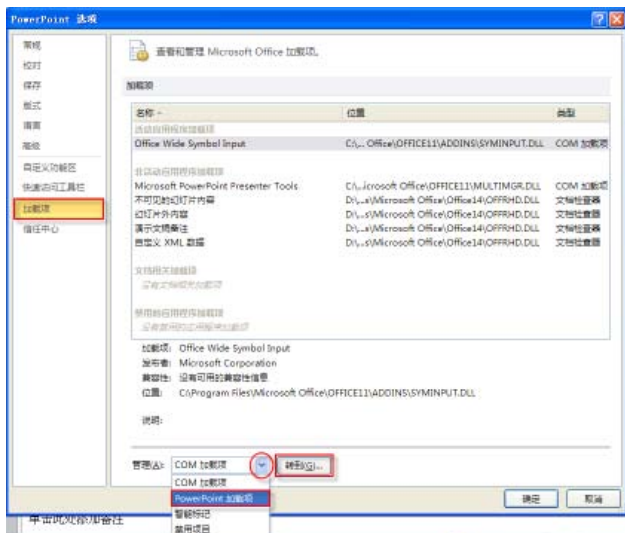 PowerPoint 选项
常规
校对
保存
版式
语言
高级
自定义功能区
快速访问工具栏
加载项
信任中心
查看和管理 Microsoft Office 加载项。
加载项
名称 位置 类型
活动应用程序加载项
Office Wide Symbol Input C:\... Office\OFFICE11\ADDINS\SYMINPUT.DLL COM 加载项
非活动应用程序加载项
Microsoft PowerPoint Presenter Tools C:\...icrosoft Office\OFFICE11\MULTIMGR.DLL COM 加载项
不可见的幻灯片内容 D:\...s\Microsoft Office\Office14\OFFRHD.DLL 文档检查器
幻灯片外内容 D:\...s\Microsoft Office\Office14\OFFRHD.DLL 文档检查器
演示文稿备注 D:\...s\Microsoft Office\Office14\OFFRHD.DLL 文档检查器
自定义 XML 数据 D:\...s\Microsoft Office\Office14\OFFRHD.DLL 文档检查器
文档相关加载项
没有文档相关加载项
禁用的应用程序加载项
没有禁用的应用程序加载项
加载项: Office Wide Symbol Input
发布者: Microsoft Corporation
兼容性: 没有可用的兼容性信息
位置: C:\Program Files\Microsoft Office\OFFICE11\ADDINS\SYMINPUT.DLL
说明:
管理(A): COM 加载项 转到(G)...
COM 加载项
PowerPoint 加载项
智能标记
禁用项目
确定 取消
单击此处添加备注